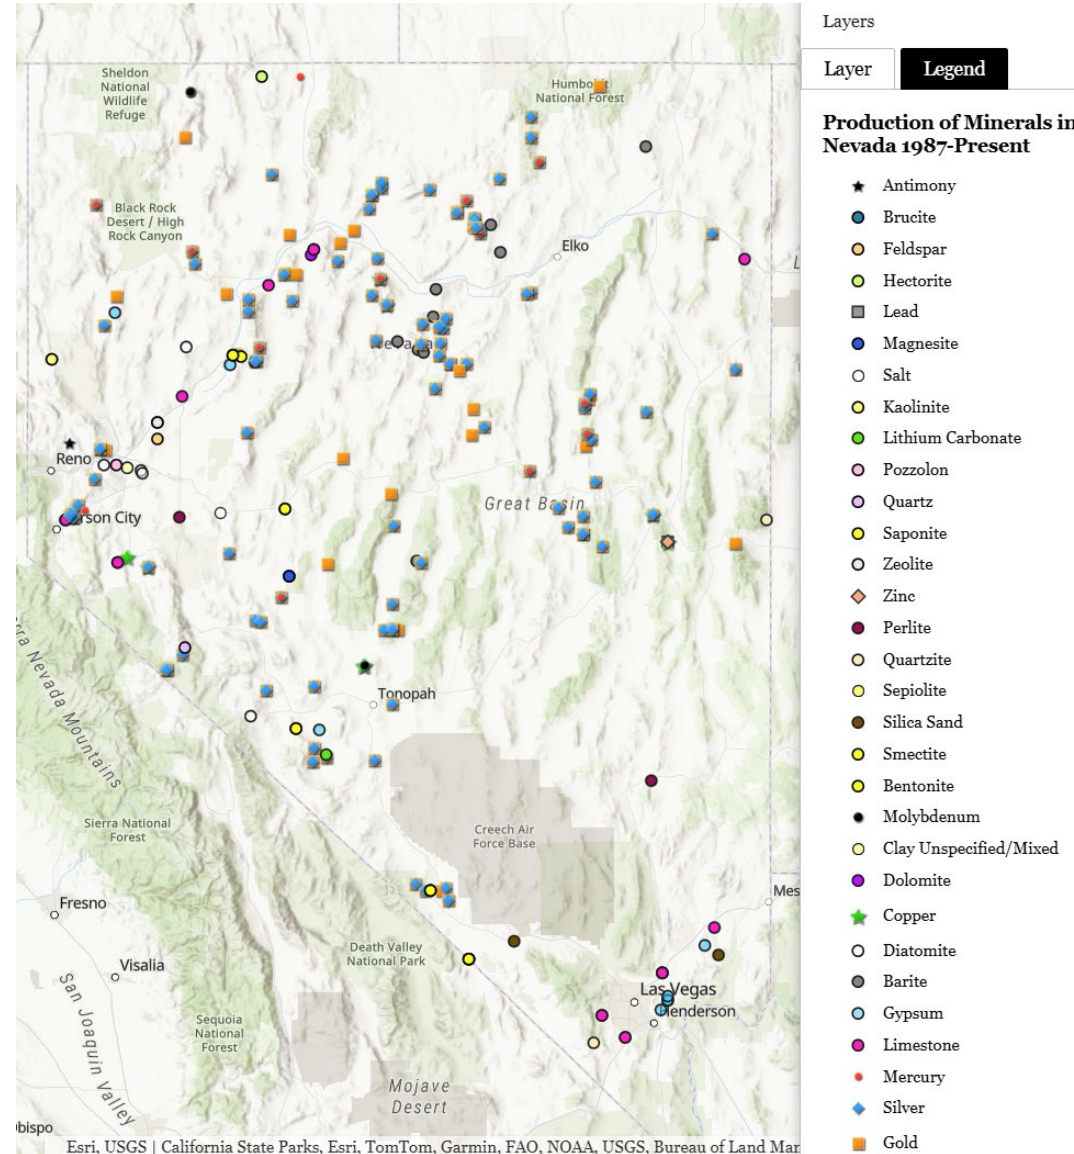 Layers
Layer
Legend
Production of Minerals in
Nevada 1987-Present
Antimony
Brucite
Feldspar
Hectorite
Lead
Magnesite
Salt
Kaolinite
Lithium Carbonate
Pozzolon
Quartz
Saponite
Zeolite
Zinc
Perlite
Quartzite
Sepiolite
Silica Sand
Smectite
Bentonite
Molybdenum
Clay Unspecified/Mixed
Dolomite
Copper
Diatomite
Barite
Gypsum
Limestone
Mercury
Silver
Gold
Sheldon
National
Wildlife
Refuge
Humboldt
National Forest
Black Rock
Desert / High
Rock Canyon
Elko
Reno
rson City
Great Basin
Tonopah
Sierra National
Forest
Creech Air
Force Base
Fresno
Mes
Visalia
Death Valley
National Park
Las Vegas
Henderson
San Joaquin Valley
Sequoia
National
Forest
Mojave
Desert
bispo
rra Nevada Mountains
Esri, USGS | California State Parks, Esri, TomTom, Garmin, FAO, NOAA, USGS, Bureau of Land Mar